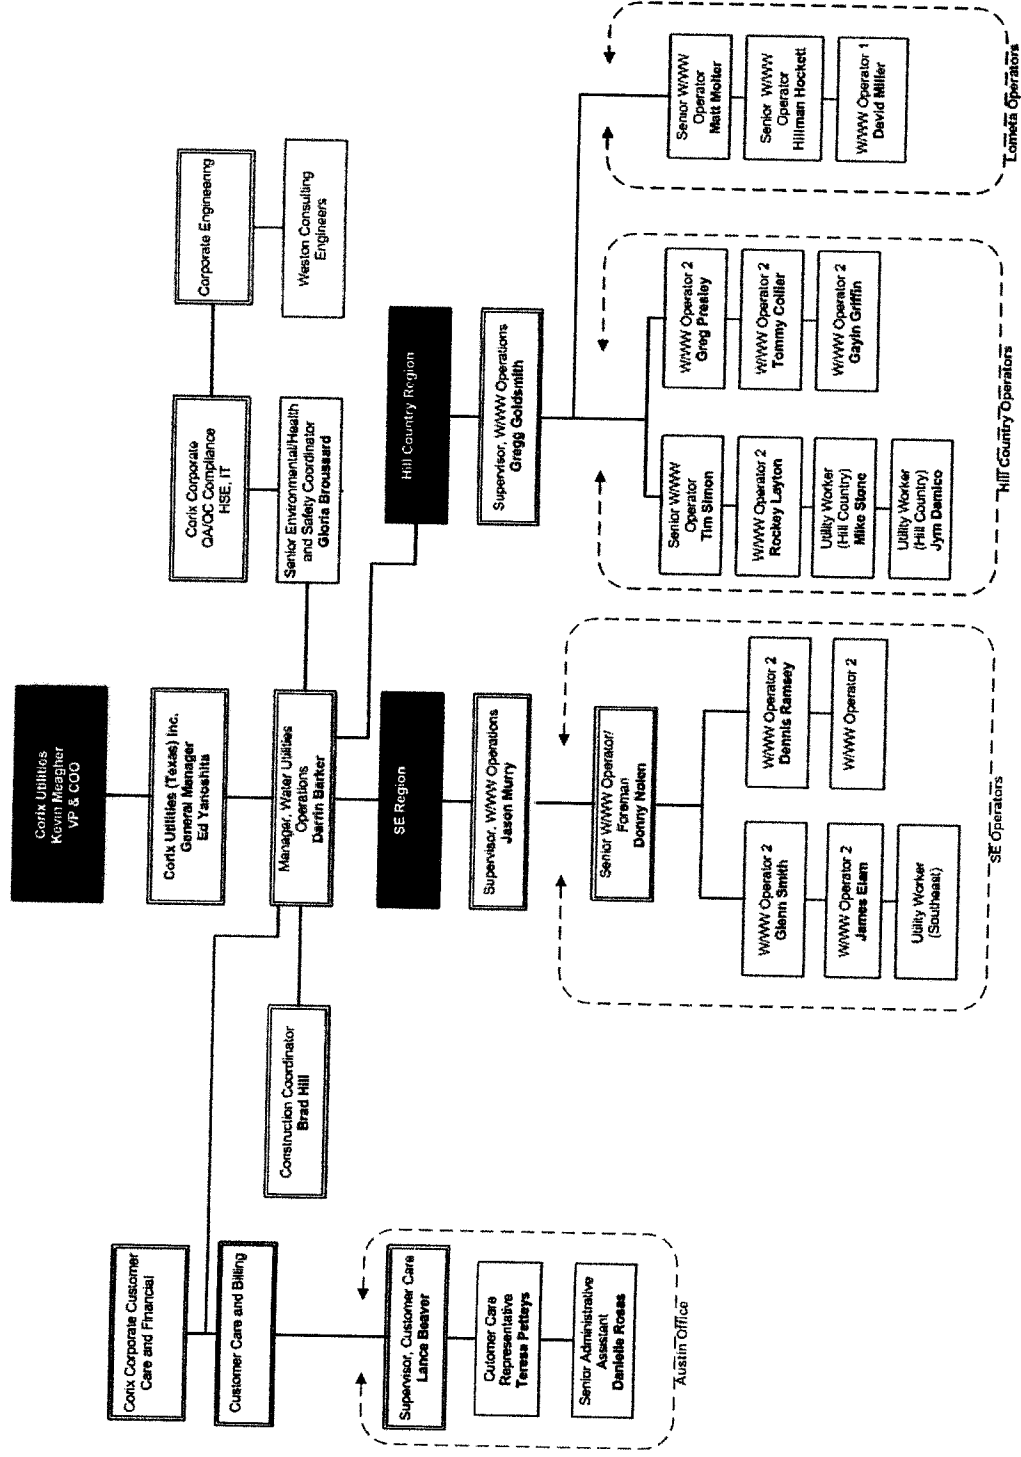 Corix Utilities
Kevin Meagher
VP & COO
Corix Utilities (Texas) Inc.
General Manager
Ed Yanoshita
Manager, Water Utilities
Operations
Darrin Barker
Corix Corporate Customer
Care and Financial
Customer Care and Billing
Supervisor, Customer Care
Lance Beaver
Cutomer Care
Representative
Teresa Petteys
Senior Administrative
Assistant
Danielle Rosas
Austin Office
Construction Coordinator
Brad Hill
Corix Corporate
QA/QC Compliance
HSE, IT
Senior Environmental/Health
and Safety Coordinator
Gloria Broussard
Corporate Engineering
Weston Consulting
Engineers
SE Region
Supervisor, W/WW Operations
Jason Murry
Senior W/WW Operator/
Foreman
Donny Nolen
W/WW Operator 2
Glenn Smith
W/WW Operator 2
James Elam
Utility Worker
(Southeast)
W/WW Operator 2
Dennis Ramsey
W/WW Operator 2
SE Operators
Hill Country Region
Supervisor, W/WW Operations
Gregg Goldsmith
Senior W/WW
Operator
Tim Simon
W/WW Operator 2
Rockey Layton
Utility Worker
(Hill Country)
Mike Stone
Utility Worker
(Hill Country)
Jym Damico
W/WW Operator 2
Greg Presley
W/WW Operator 2
Tommy Collier
W/WW Operator 2
Gayln Griffin
Hill Country Operators
Senior W/WW
Operator
Matt Moller
Senior W/WW
Operator
Hillman Hockett
W/WW Operator 1
David Miller
Lometa Operators